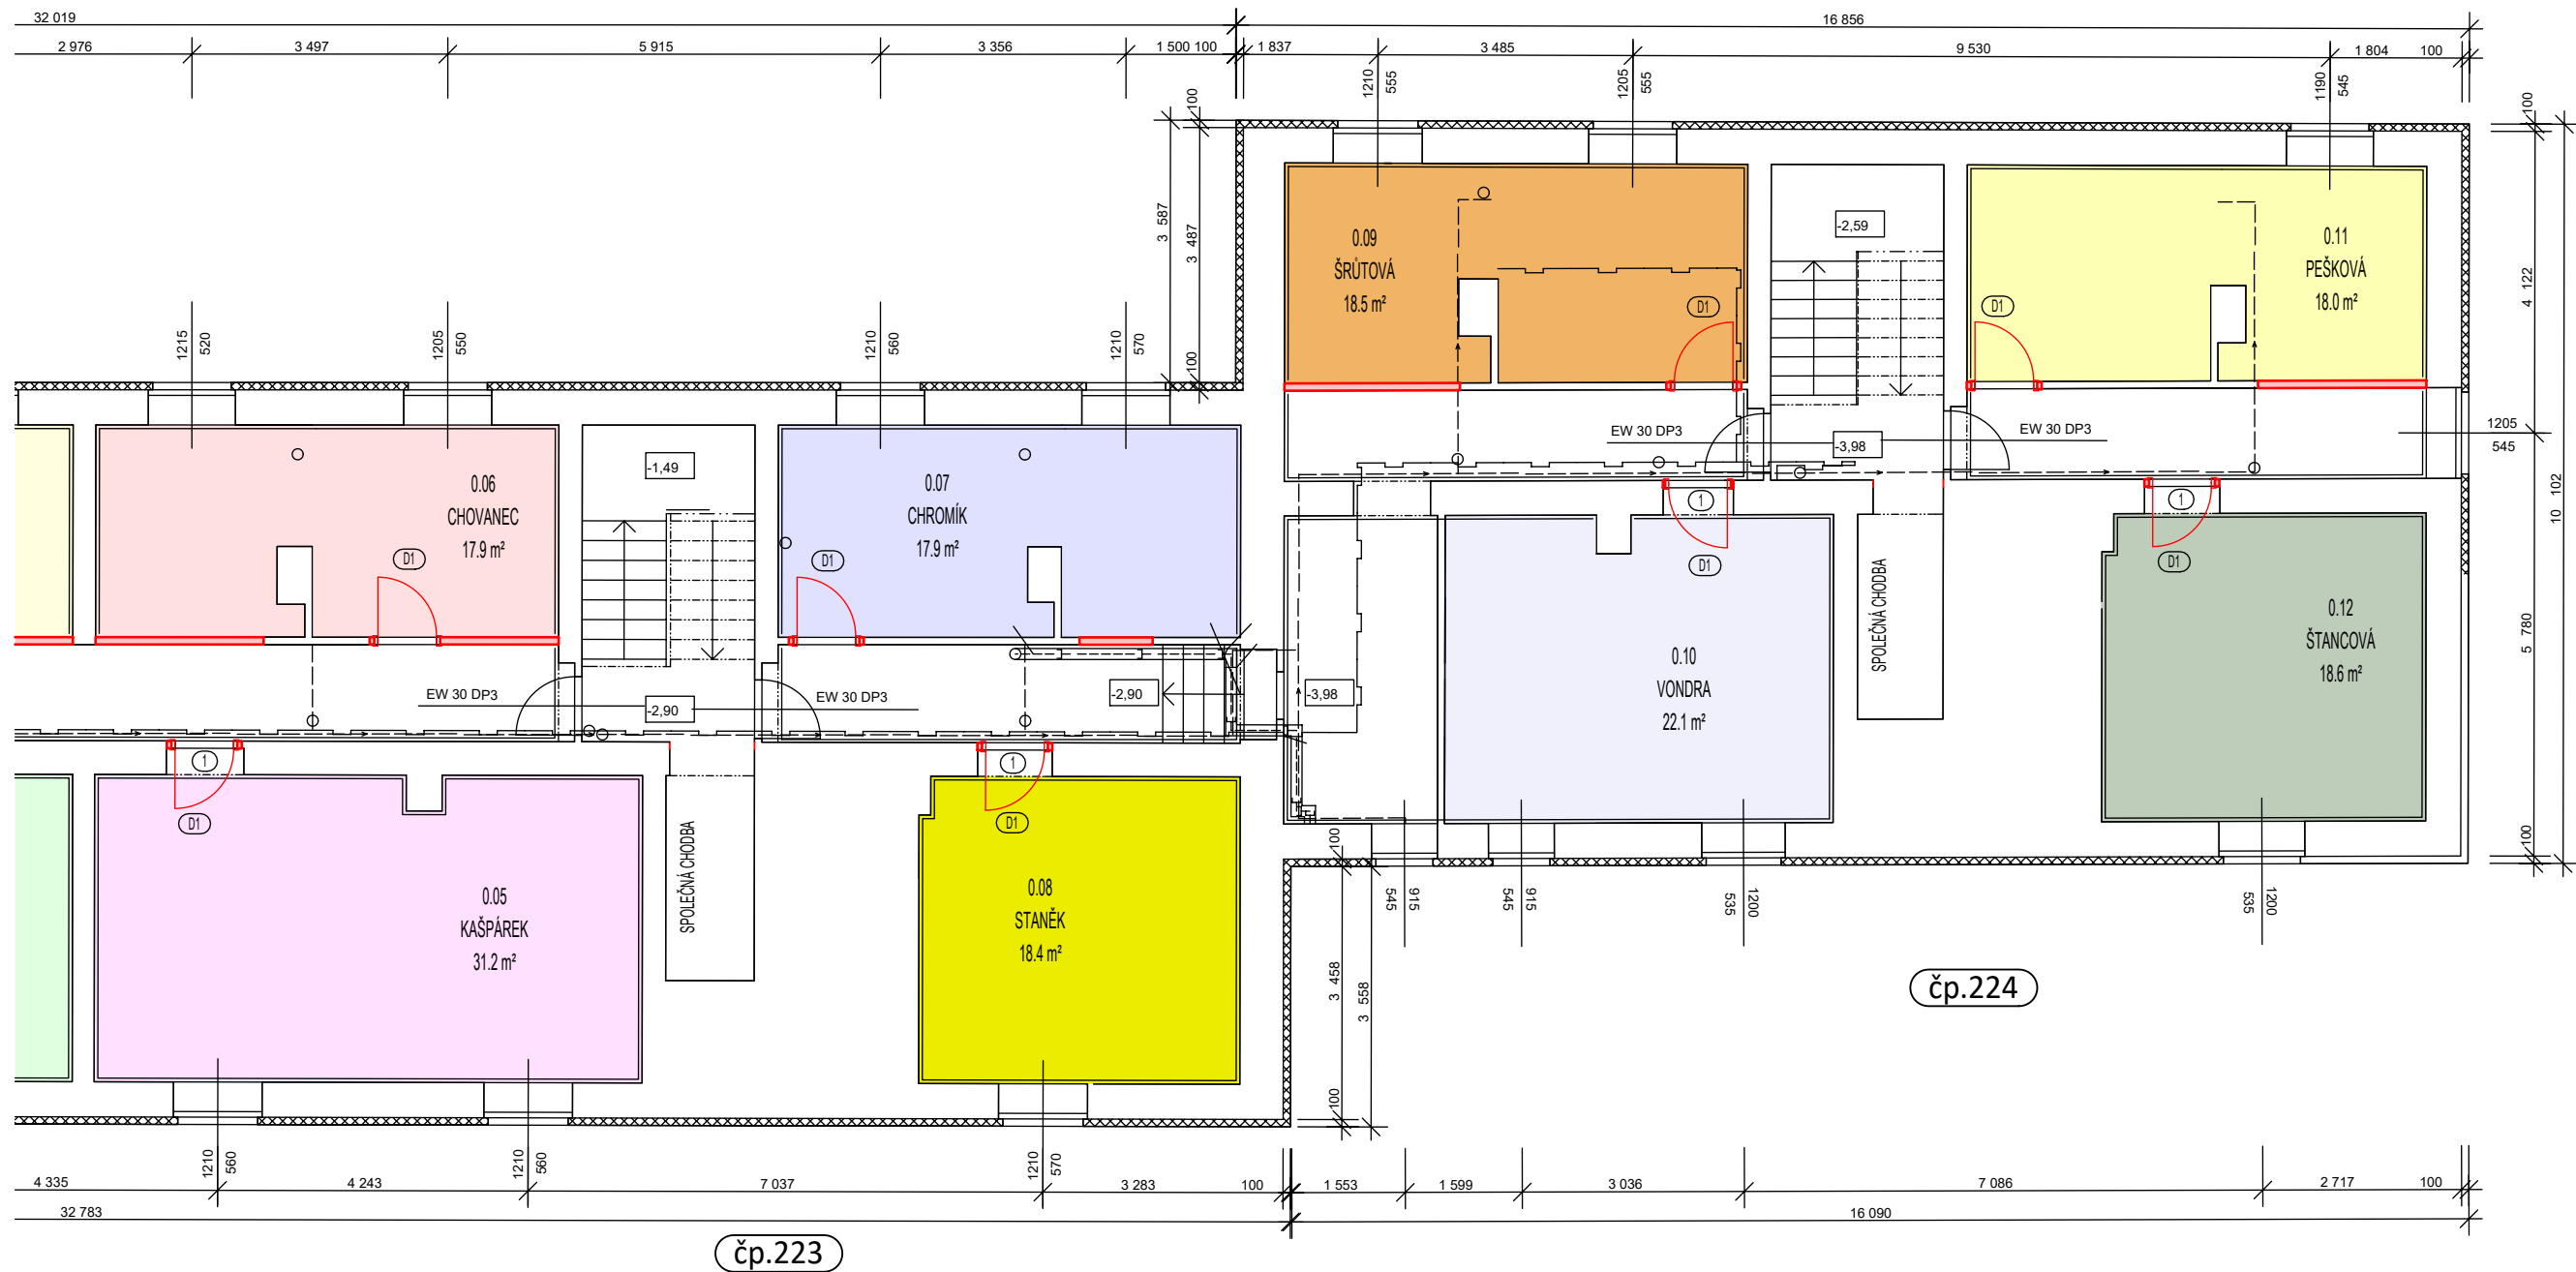 32 019
16 856
2 976
3 497
5 915
3 356
1 500 100
1 837
3 485
9 530
1 804
100
1210
555
1205
555
1190
545
100
3 587
3 487
100
100
4 122
10 102
5 780
100
1205
545
0.09
ŠRŮTOVÁ
18.5 m²
D1
-2,59
0.11
PEŠKOVÁ
18.0 m²
D1
1215
520
1205
550
1210
560
1210
570
EW 30 DP3
-3,98
EW 30 DP3
0.06
CHOVANEC
17.9 m²
D1
-1,49
0.07
CHROMÍK
17.9 m²
D1
1
D1
1
D1
SPOLEČNÁ CHODBA
0.10
VONDRA
22.1 m²
0.12
ŠTANCOVÁ
18.6 m²
EW 30 DP3
-2,90
EW 30 DP3
-2,90
-3,98
1
D1
1
D1
SPOLEČNÁ CHODBA
0.05
KAŠPÁREK
31.2 m²
0.08
STANĚK
18.4 m²
100
3 458
3 558
100
545
915
545
915
535
1200
535
1200
čp.224
1210
560
1210
560
1210
570
4 335
4 243
7 037
3 283
100
1 553
1 599
3 036
7 086
2 717
100
32 783
16 090
čp.223